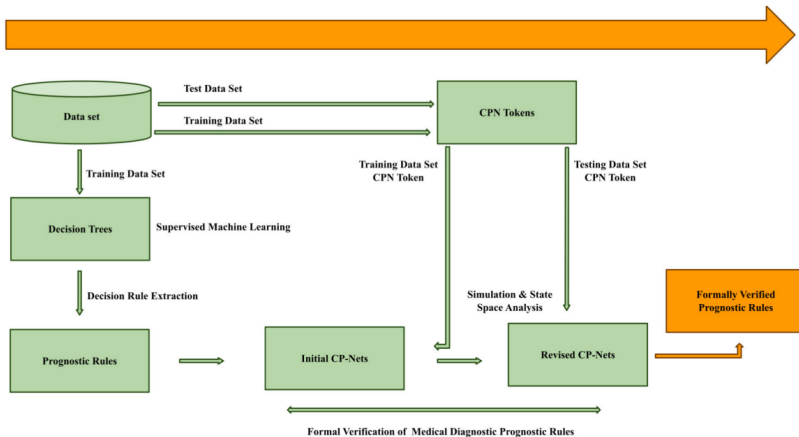 Test Data Set
Data set
CPN Tokens
Training Data Set
Training Data Set
Training Data Set
CPN Token
Testing Data Set
CPN Token
Decision Trees
Supervised Machine Learning
Decision Rule Extraction
Simulation & State
Space Analysis
Formally Verified
Prognostic Rules
Prognostic Rules
Initial CP-Nets
Revised CP-Nets
Formal Verification of Medical Diagnostic Prognostic Rules